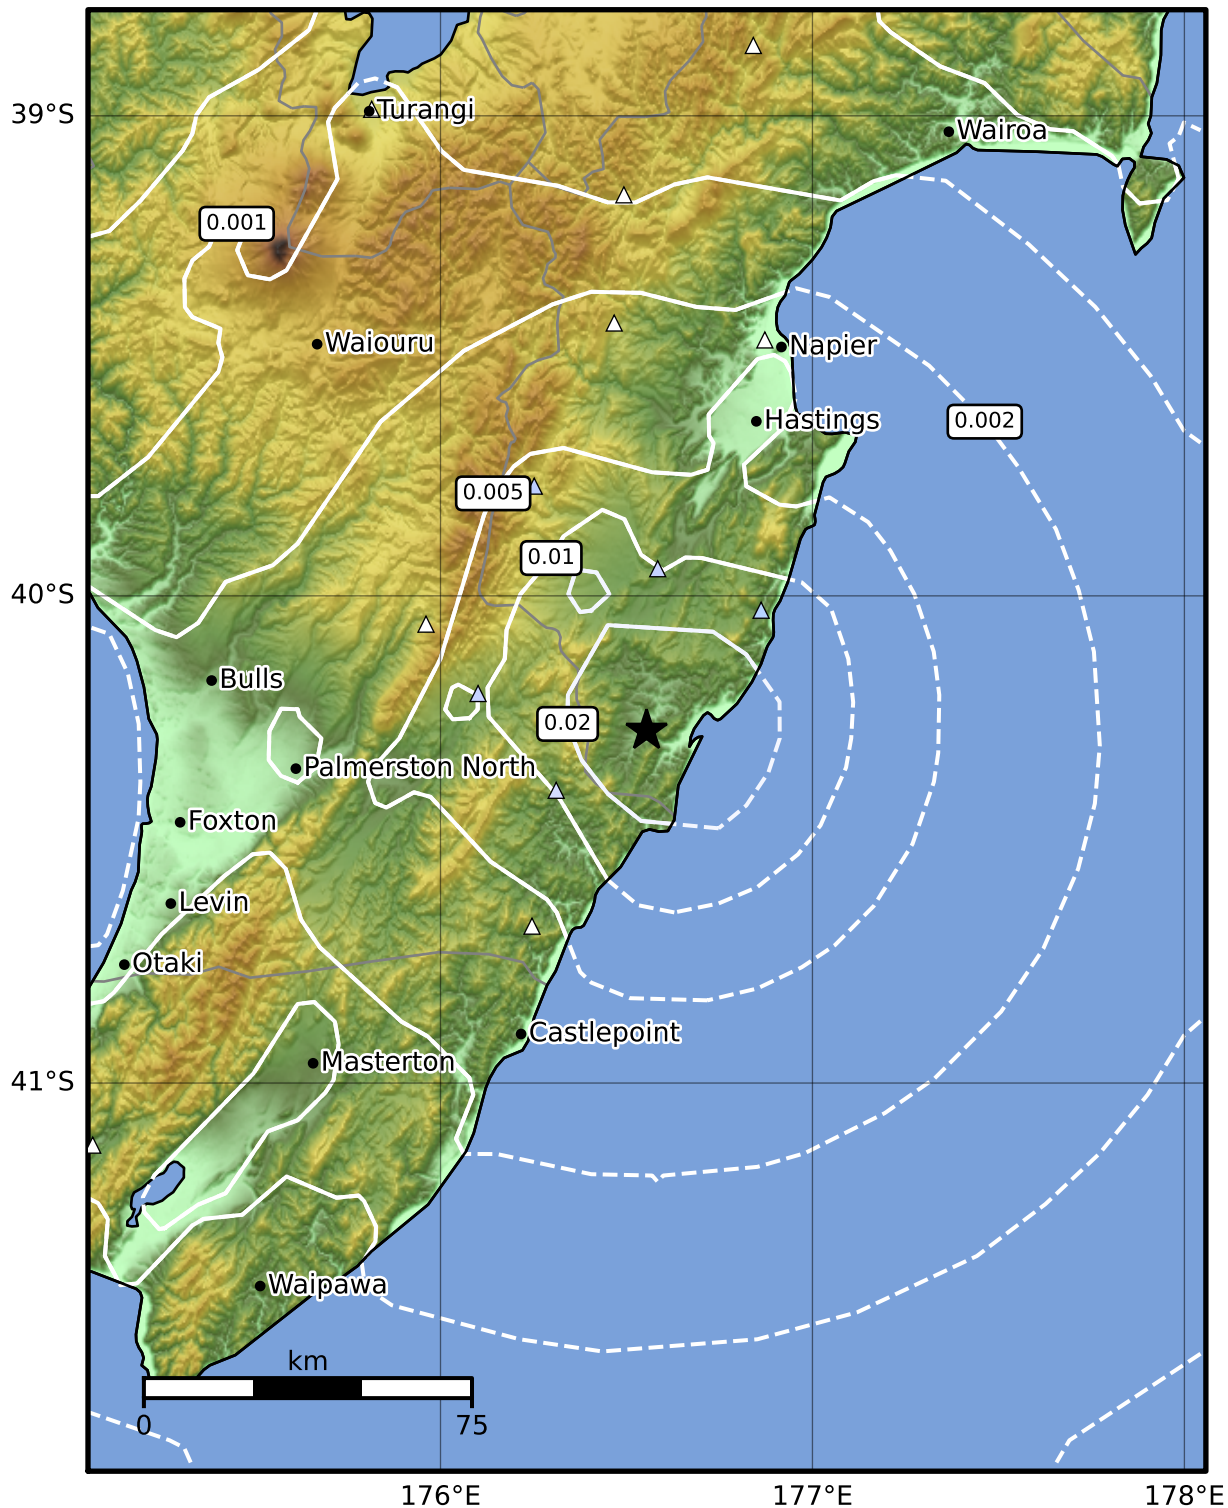 39°S
Turangi
Wairoa
0.001
Waiouru
Napier
Hastings
0.002
0.005
0.01
40°S
Bulls
0.02
Palmerston North
Foxton
Levin
Otaki
Castlepoint
Masterton
41°S
Waipawa
km
0 75
176°E 177°E 178°E